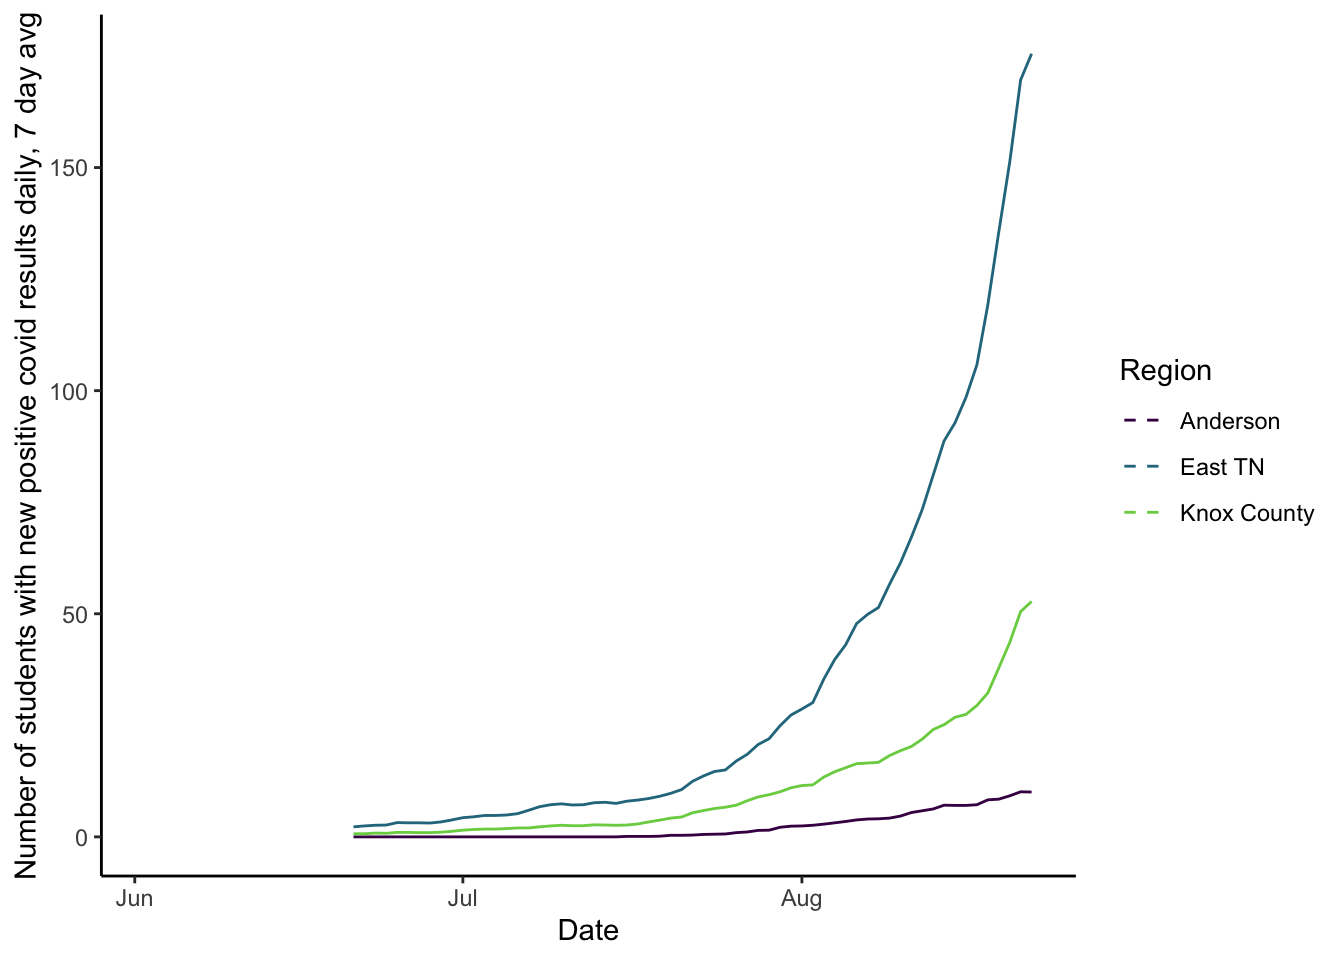 Number of students with new positive covid results daily, 7 day avg
150
100
50
0
Jun
Jul
Aug
Date
Region
Anderson
East TN
Knox County